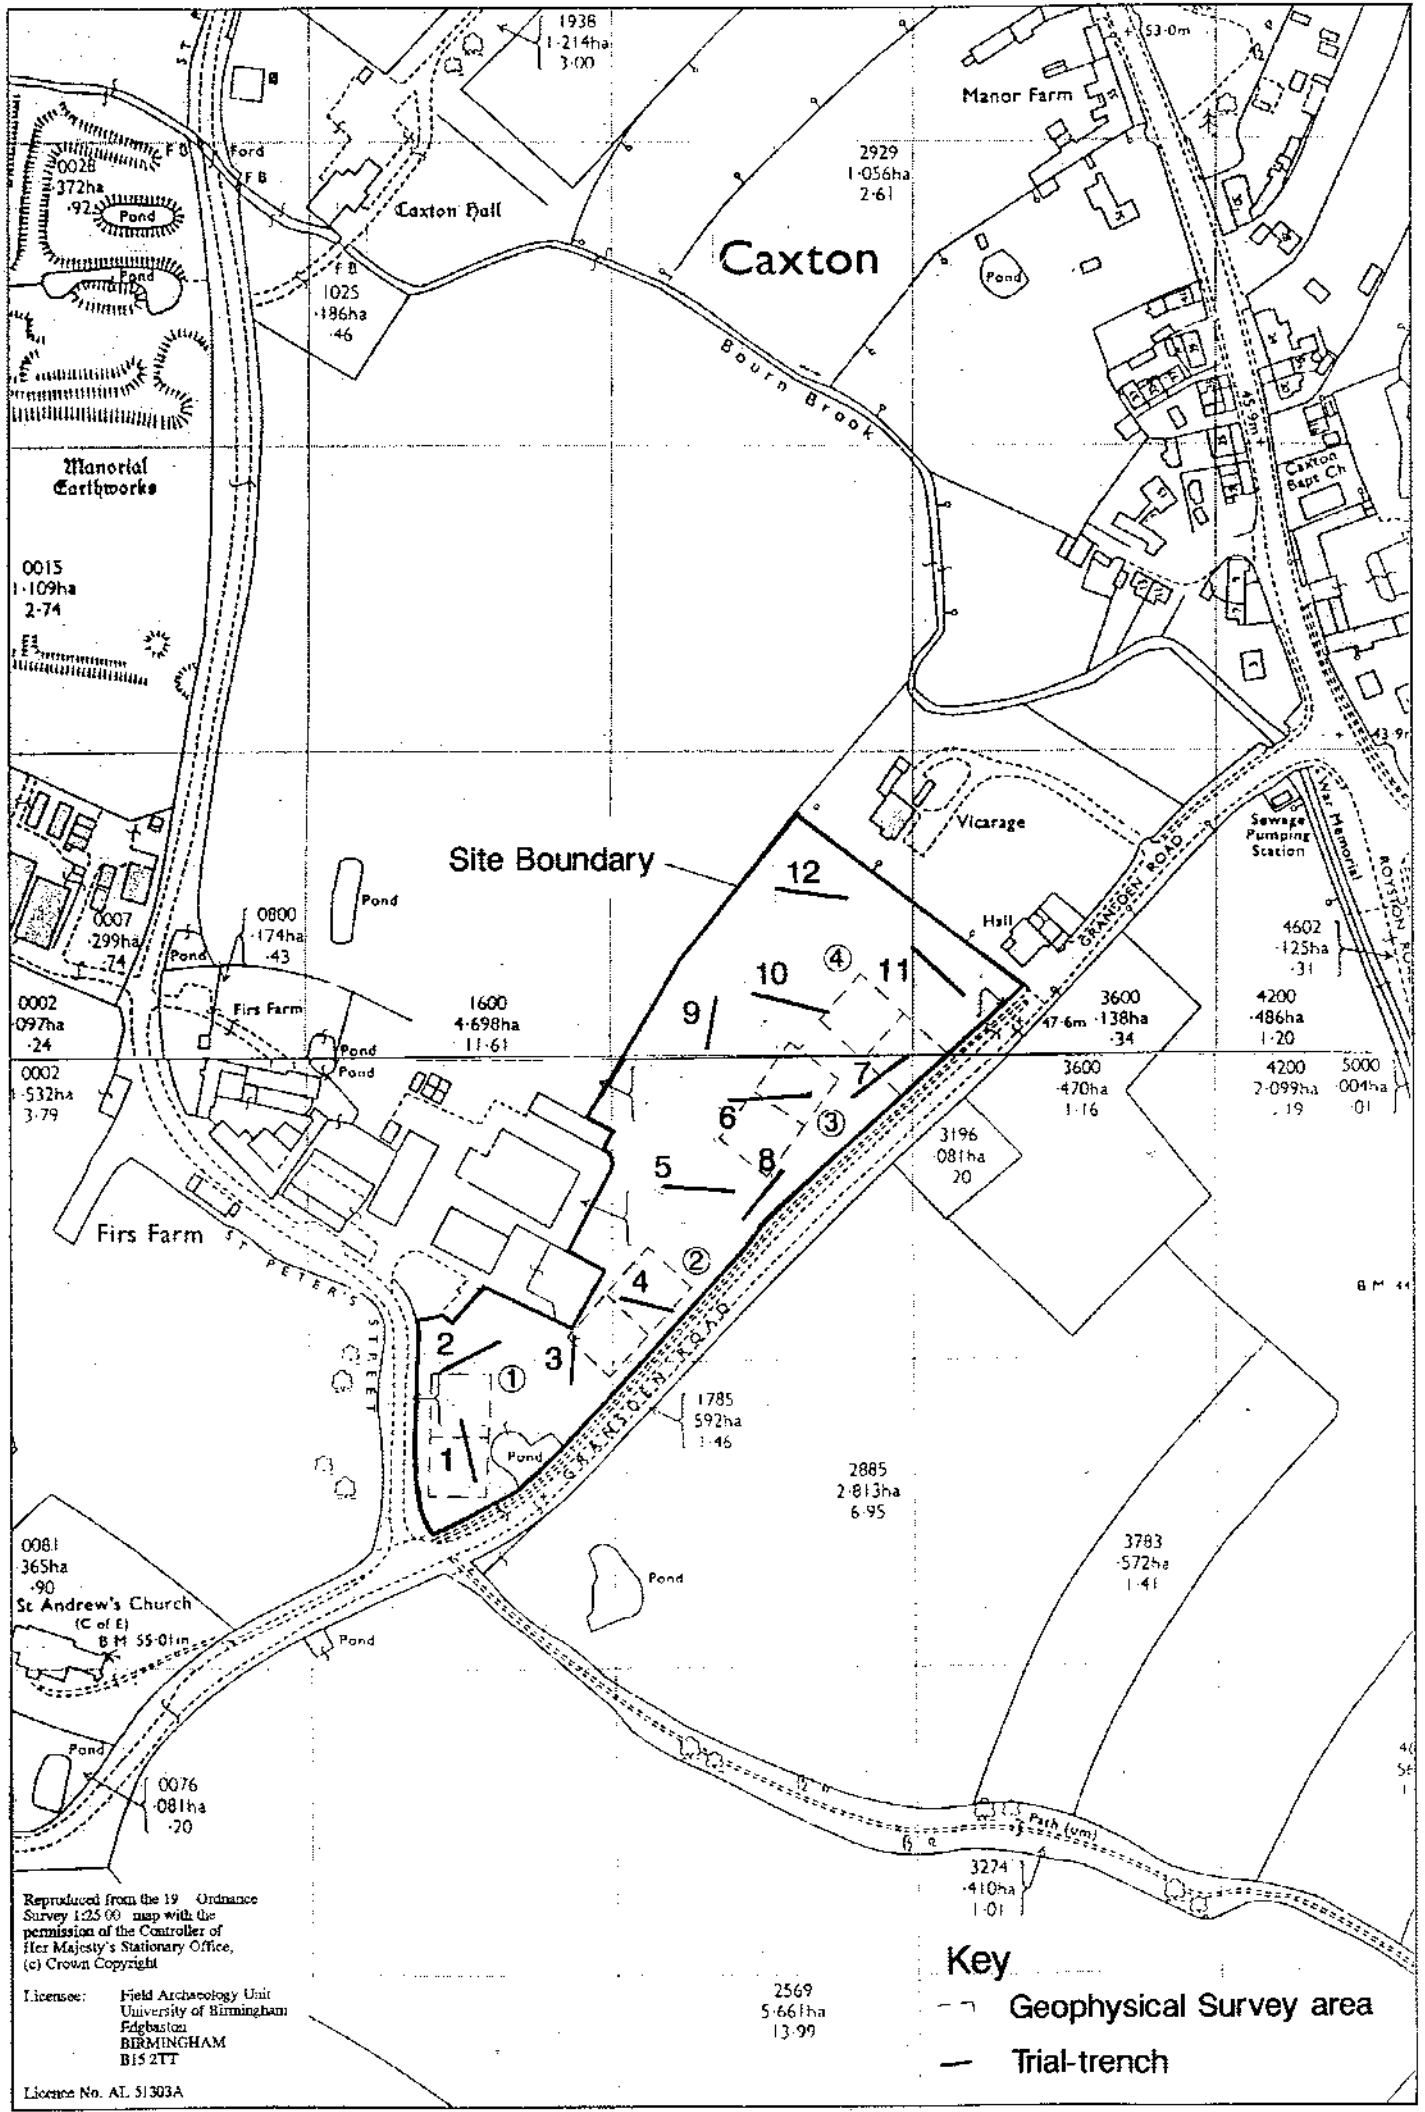 1938
1·214ha
3·00
53·0m
Manor Farm
ST
F B
Ford
F B
0028
·372ha
·92
Pond
Pond
Caxton Hall
2929
1·056ha
2·61
Caxton
Pond
F B
1025
·186ha
·46
Bourn Brook
45·9m
Manorial
Earthworks
Caxton
Bapt Ch
0015
1·109ha
2·74
43·9m
Vicarage
Sewage
Pumping
Station
War Memorial
ROYSTON RO
GRANSDEN ROAD
Site Boundary
12
Pond
0007
·299ha
·74
0800
·174ha
·43
Pond
Hall
4602
·125ha
·31
4
10
11
9
Firs Farm
1600
4·698ha
11·61
0002
·097ha
·24
47·6m
3600
·138ha
·34
4200
·486ha
1·20
Pond
Pond
0002
1·532ha
3·79
7
6
3
3600
·470ha
1·16
4200
2·099ha
·19
5000
·004ha
·01
3196
·081ha
20
8
5
Firs Farm
ST PETER'S STREET
2
4
B M 44
2
3
1
GRANSDEN ROAD
1785
592ha
1·46
1
Pond
2885
2·813ha
6·95
3783
·572ha
1·41
0081
·365ha
·90
St Andrew's Church
(C of E)
B M 55·01m
Pond
Pond
Pond
0076
·081ha
·20
Path (um)
3274
·410ha
1·01
Reproduced from the 19 Ordnance
Survey 1:25 00 map with the
permission of the Controller of
Her Majesty's Stationary Office,
(c) Crown Copyright
Licensee: Field Archaeology Unit
University of Birmingham
Edgbaston
BIRMINGHAM
B15 2TT
Licence No. AL 51303A
2569
5·661ha
13·99
Key
Geophysical Survey area
Trial-trench